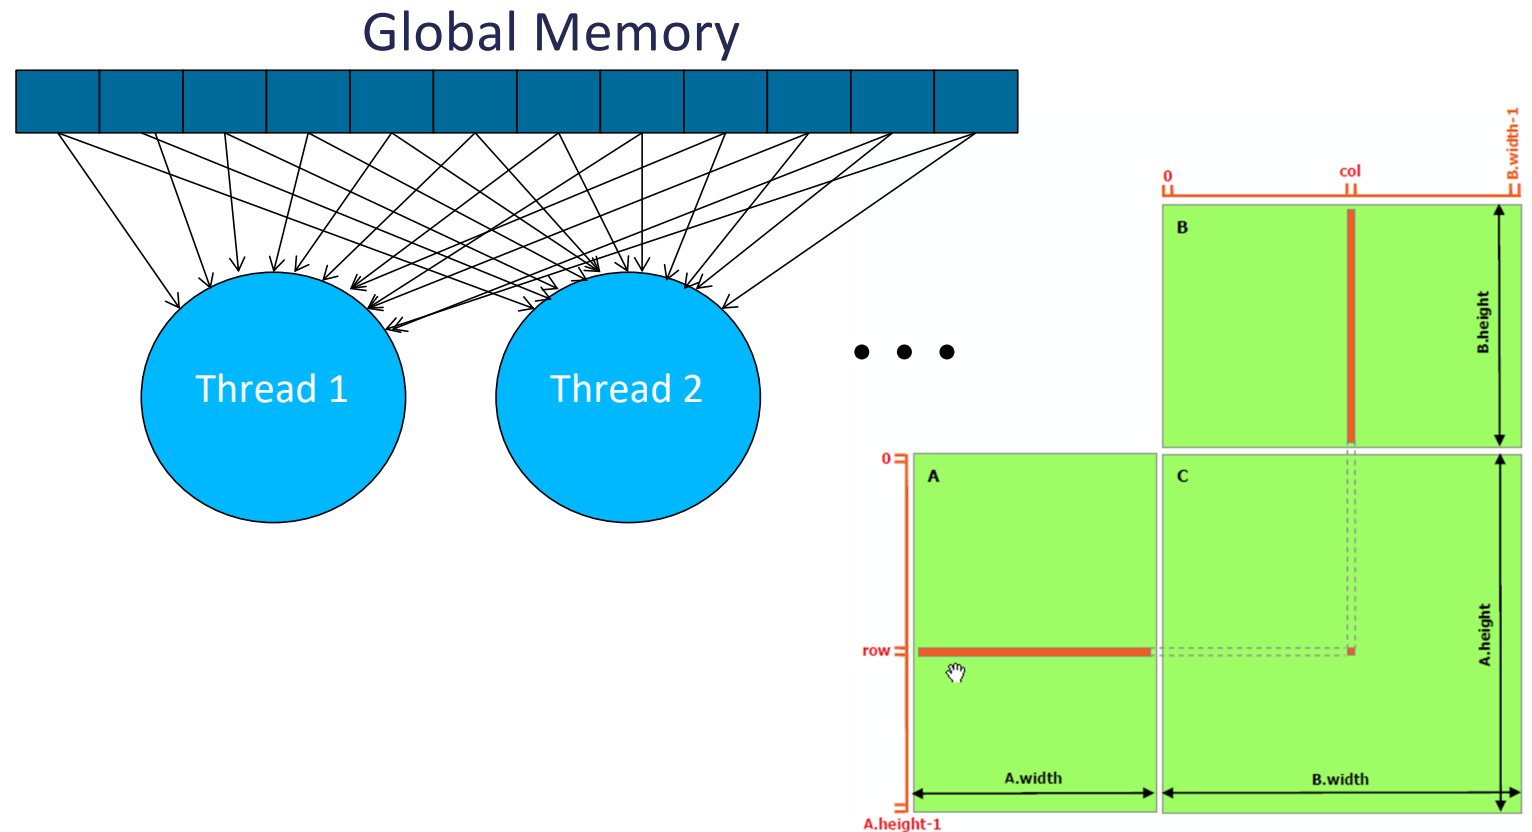 Global Memory
Thread 1
Thread 2
0
col
B.width-1
B
B.height
0
A
C
row
A.height
A.width
B.width
A.height-1